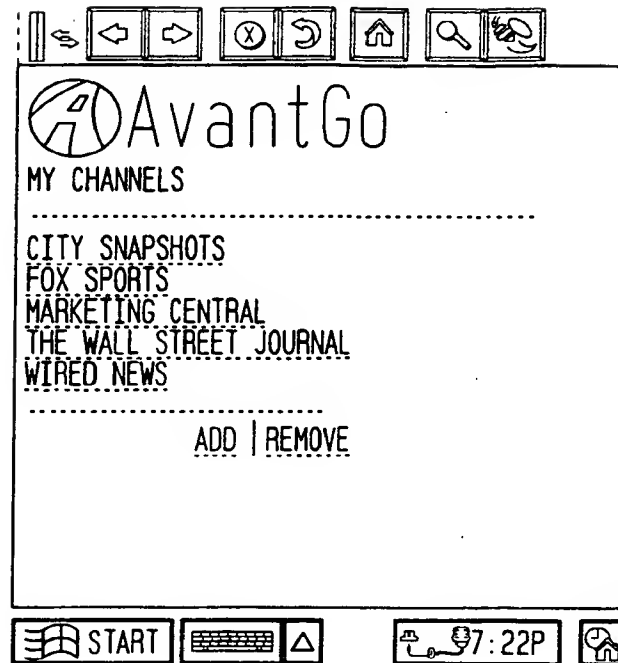 AvantGo
MY CHANNELS
CITY SNAPSHOTS
FOX SPORTS
MARKETING CENTRAL
THE WALL STREET JOURNAL
WIRED NEWS
ADD | REMOVE
START
7:22P